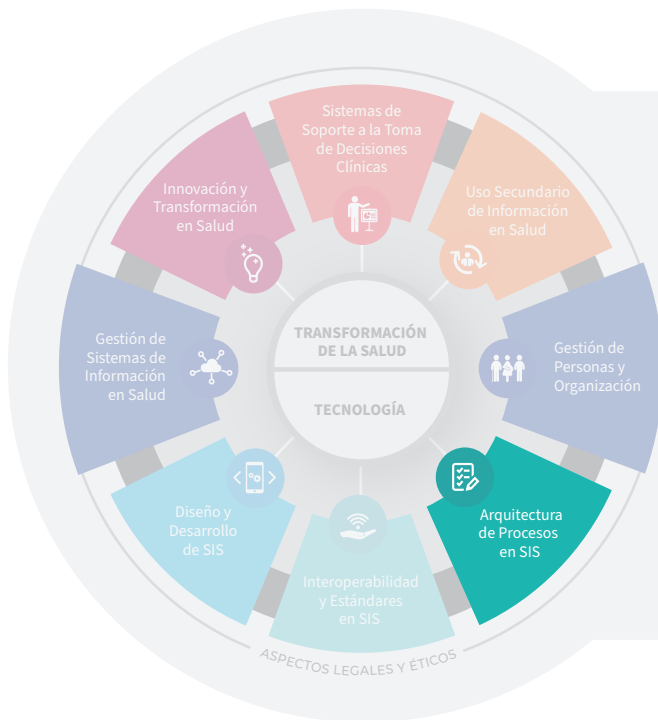 Sistemas de
Soporte a la Toma
de Decisiones
Clínicas
Innovación y
Transformación
en Salud
Uso Secundario
de Información
en Salud
Gestión de
Sistemas de
Información
en Salud
TRANSFORMACIÓN
DE LA SALUD
TECNOLOGÍA
Gestión de
Personas y
Organización
Diseño y
Desarrollo
de SIS
Arquitectura
de Procesos
en SIS
Interoperabilidad
y Estándares
en SIS
ASPECTOS LEGALES Y ÉTICOS